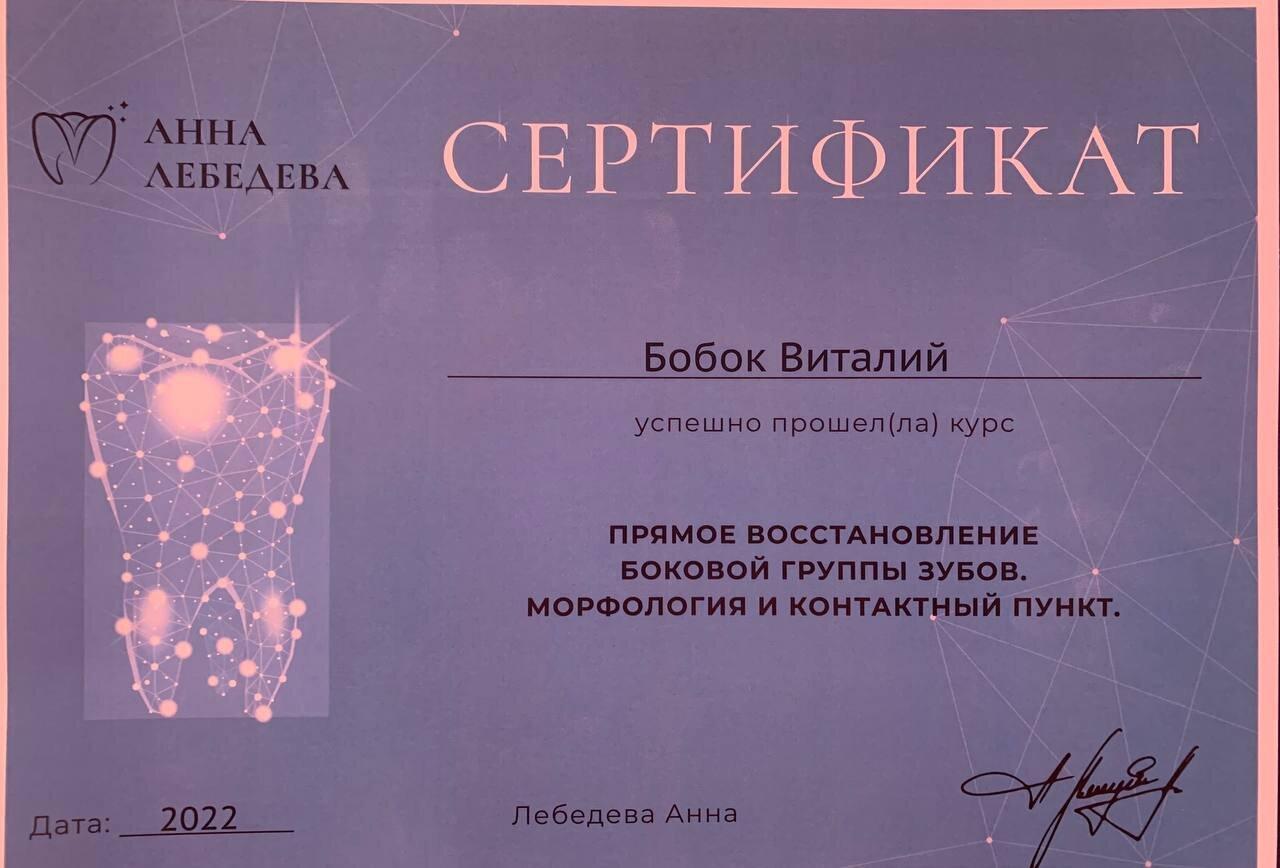 АННА
ЛЕБЕДЕВА
СЕРТИФИКАТ
Бобок Виталий
успешно прошел(ла) курс
ПРЯМОЕ ВОССТАНОВЛЕНИЕ
БОКОВОЙ ГРУППЫ ЗУБОВ.
МОРФОЛОГИЯ И КОНТАКТНЫЙ ПУНКТ.
Дата: 2022
Лебедева Анна